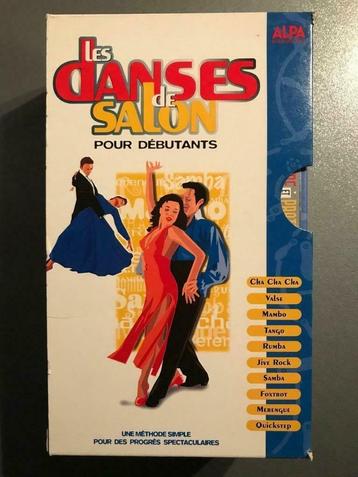 LES
DANSES
de
SALON
POUR DÉBUTANTS
ALPA
Samba
CHA CHA CHA
VALSE
MAMBO
TANGO
RUMBA
JIVE ROCK
SAMBA
FOXTROT
MERENGUE
QUICKSTEP
UNE MÉTHODE SIMPLE
POUR DES PROGRÈS SPECTACULAIRES